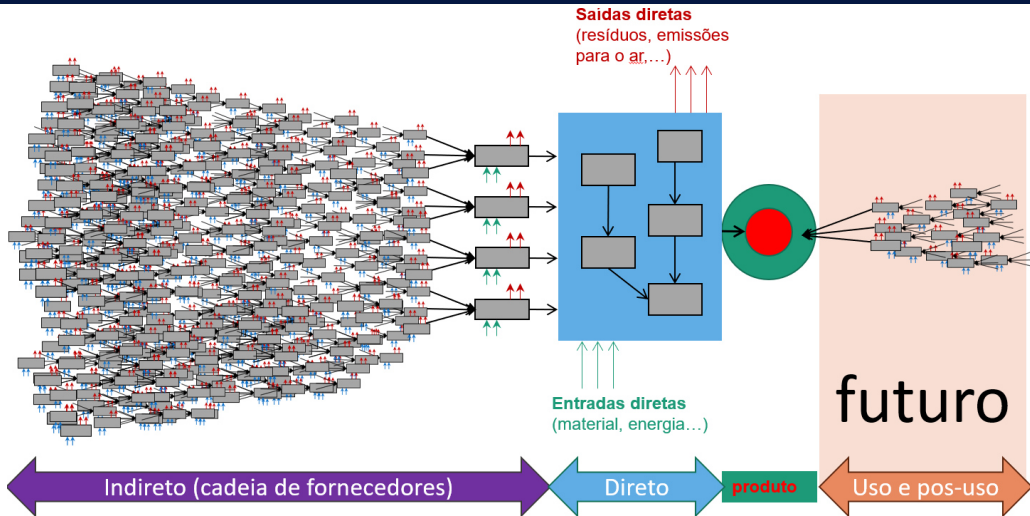 Saídas diretas
(resíduos, emissões
para o ar,...)
Entradas diretas
(material, energia...)
futuro
Indireto (cadeia de fornecedores)
Direto
produto
Uso e pos-uso